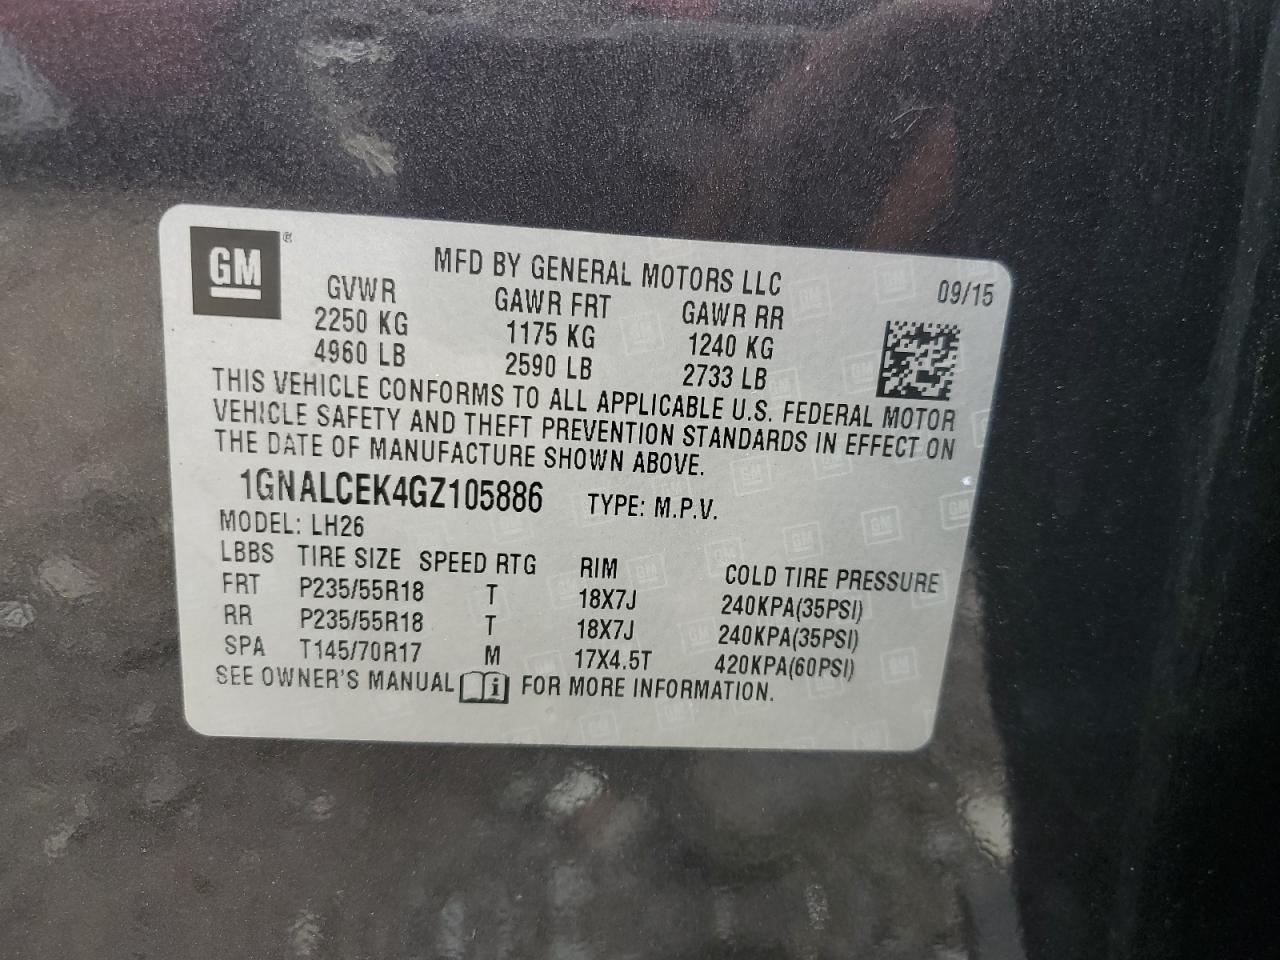 GM ®
MFD BY GENERAL MOTORS LLC 09/15
GVWR GAWR FRT GAWR RR
2250 KG 1175 KG 1240 KG
4960 LB 2590 LB 2733 LB
THIS VEHICLE CONFORMS TO ALL APPLICABLE U.S. FEDERAL MOTOR
VEHICLE SAFETY AND THEFT PREVENTION STANDARDS IN EFFECT ON
THE DATE OF MANUFACTURE SHOWN ABOVE.
1GNALCEK4GZ105886 TYPE: M.P.V.
MODEL: LH26
LBBS TIRE SIZE SPEED RTG RIM COLD TIRE PRESSURE
FRT P235/55R18 T 18X7J 240KPA(35PSI)
RR P235/55R18 T 18X7J 240KPA(35PSI)
SPA T145/70R17 M 17X4.5T 420KPA(60PSI)
SEE OWNER'S MANUAL i FOR MORE INFORMATION.